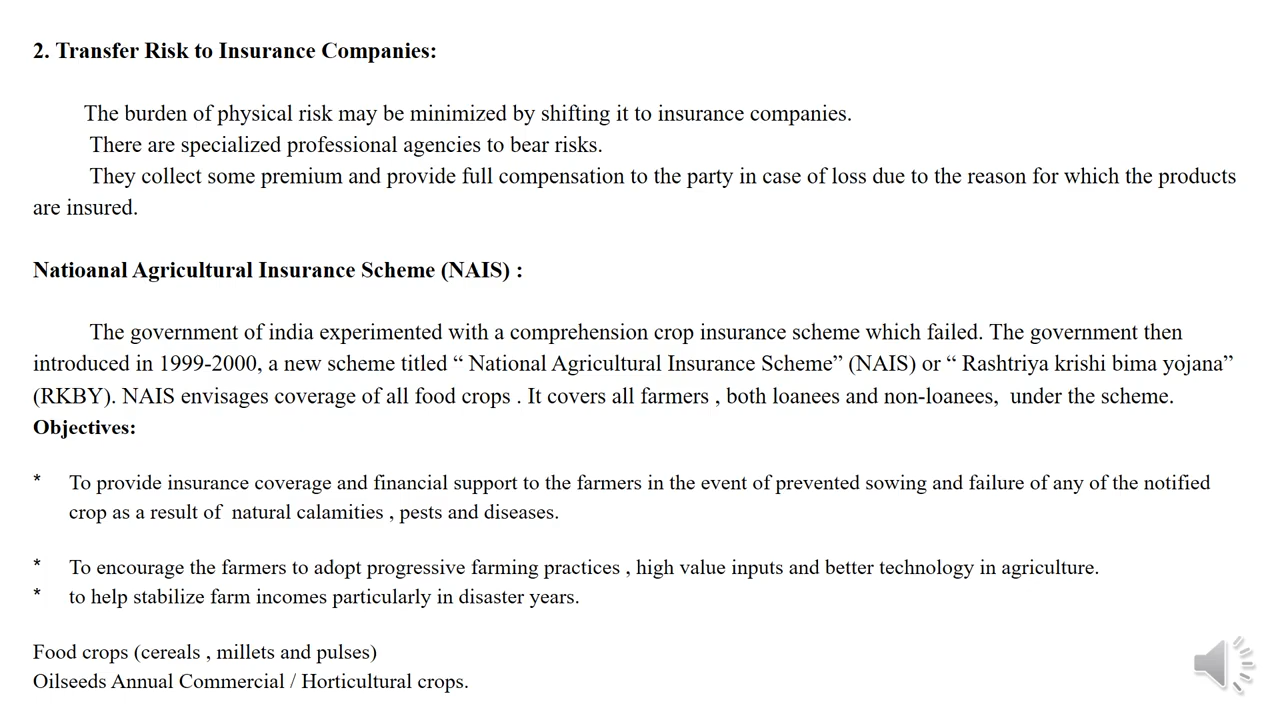 2. Transfer Risk to Insurance Companies:
The burden of physical risk may be minimized by shifting it to insurance companies.
There are specialized professional agencies to bear risks.
They collect some premium and provide full compensation to the party in case of loss due to the reason for which the products
are insured.
Natioanal Agricultural Insurance Scheme (NAIS) :
The government of india experimented with a comprehension crop insurance scheme which failed. The government then
introduced in 1999-2000, a new scheme titled “ National Agricultural Insurance Scheme” (NAIS) or “ Rashtriya krishi bima yojana”
(RKBY). NAIS envisages coverage of all food crops . It covers all farmers , both loanees and non-loanees, under the scheme.
Objectives:
* To provide insurance coverage and financial support to the farmers in the event of prevented sowing and failure of any of the notified
crop as a result of natural calamities , pests and diseases.
* To encourage the farmers to adopt progressive farming practices , high value inputs and better technology in agriculture.
* to help stabilize farm incomes particularly in disaster years.
Food crops (cereals , millets and pulses)
Oilseeds Annual Commercial / Horticultural crops.